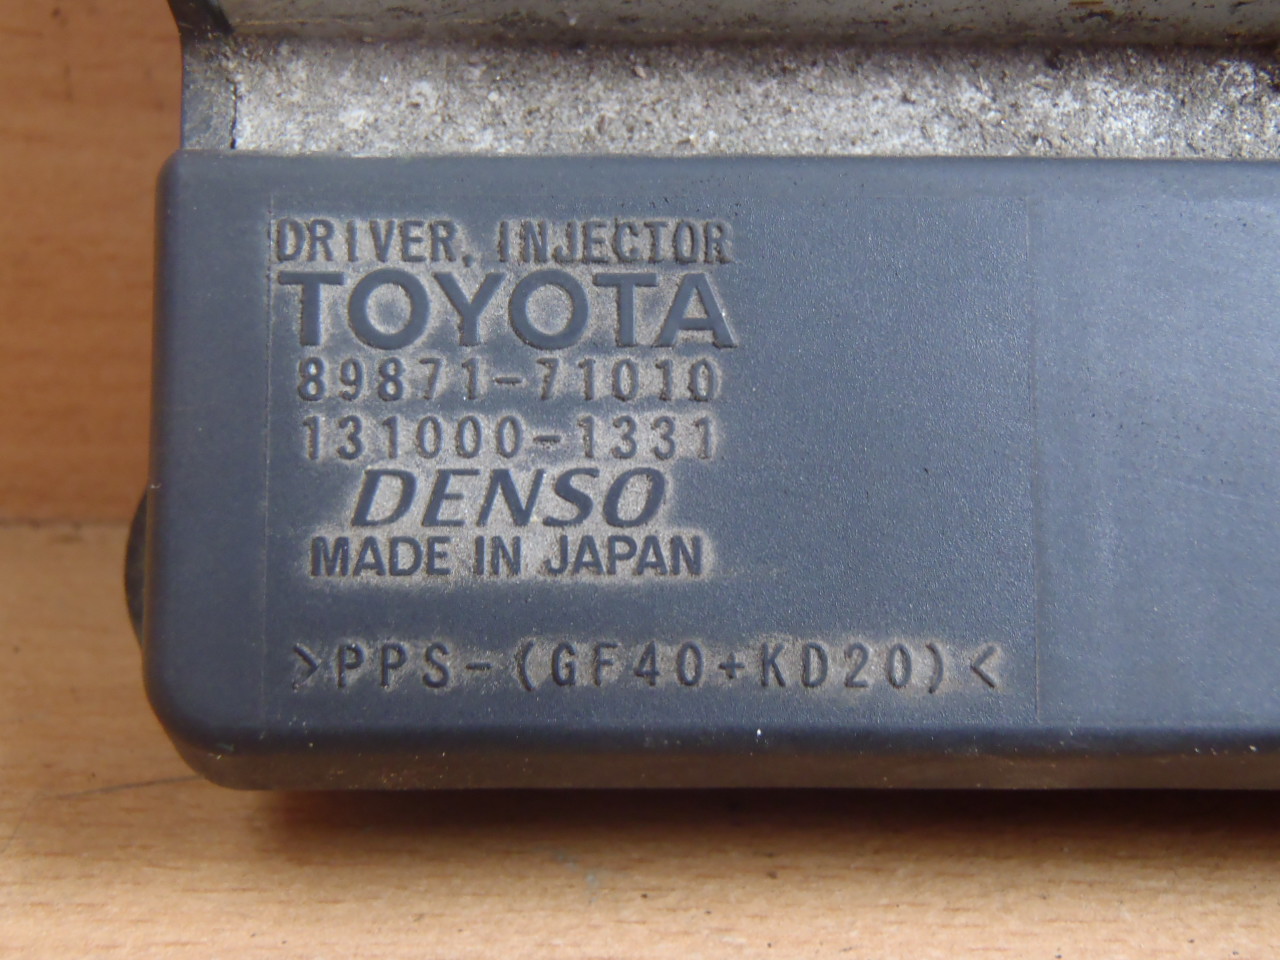 DRIVER, INJECTOR
TOYOTA
89871-71010
131000-1331
DENSO
MADE IN JAPAN
>PPS-(GF40+KD20)<